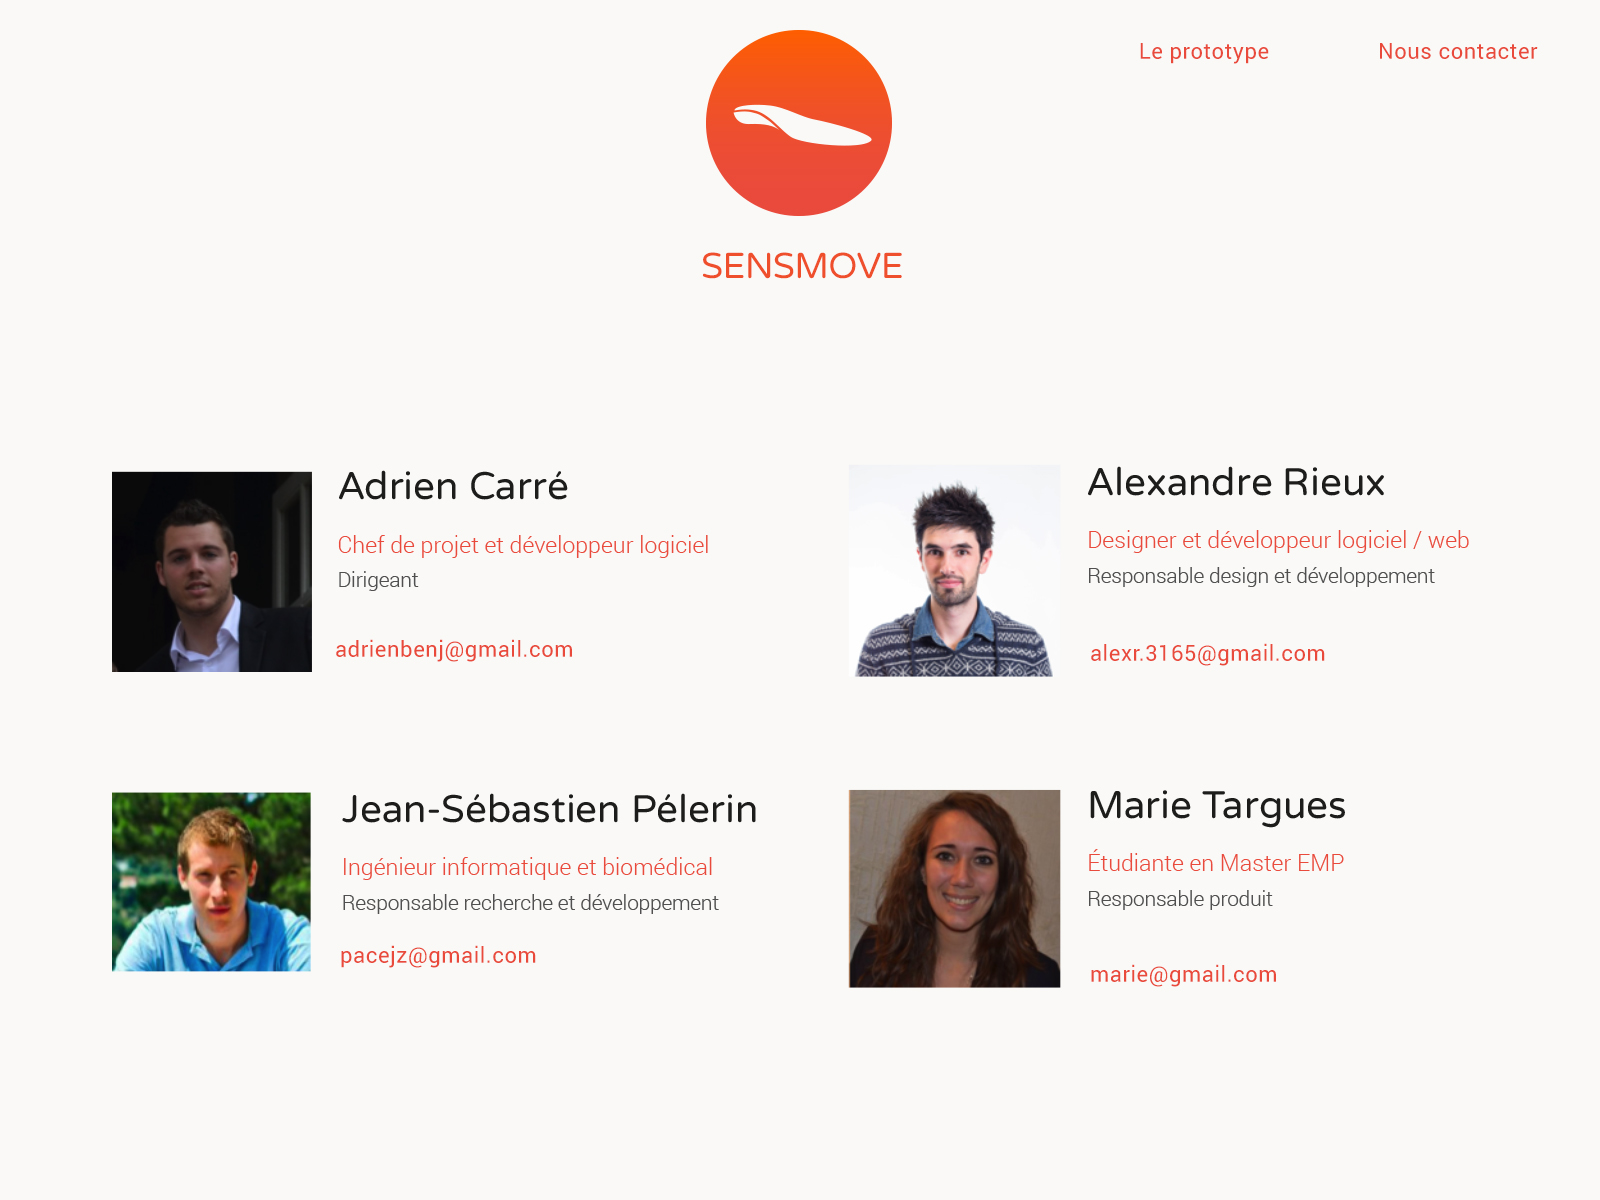 Le prototype
Nous contacter
SENSMOVE
Adrien Carré
Chef de projet et développeur logiciel
Dirigeant
adrienbenj@gmail.com
Alexandre Rieux
Designer et développeur logiciel / web
Responsable design et développement
alexr.3165@gmail.com
Jean-Sébastien Pélerin
Ingénieur informatique et biomédical
Responsable recherche et développement
pacejz@gmail.com
Marie Targues
Étudiante en Master EMP
Responsable produit
marie@gmail.com